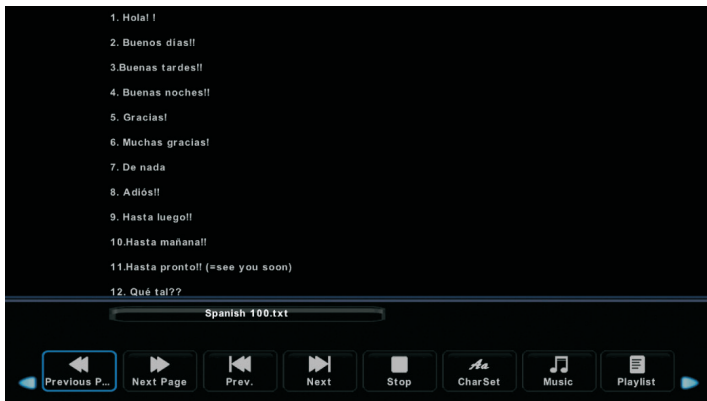 1. Hola! !
2. Buenos días!!
3.Buenas tardes!!
4. Buenas noches!!
5. Gracias!
6. Muchas gracias!
7. De nada
8. Adiós!!
9. Hasta luego!!
10.Hasta mañana!!
11.Hasta pronto!! (=see you soon)
12. Qué tal??
Spanish 100.txt
Previous P... Next Page Prev. Next Stop CharSet Music Playlist